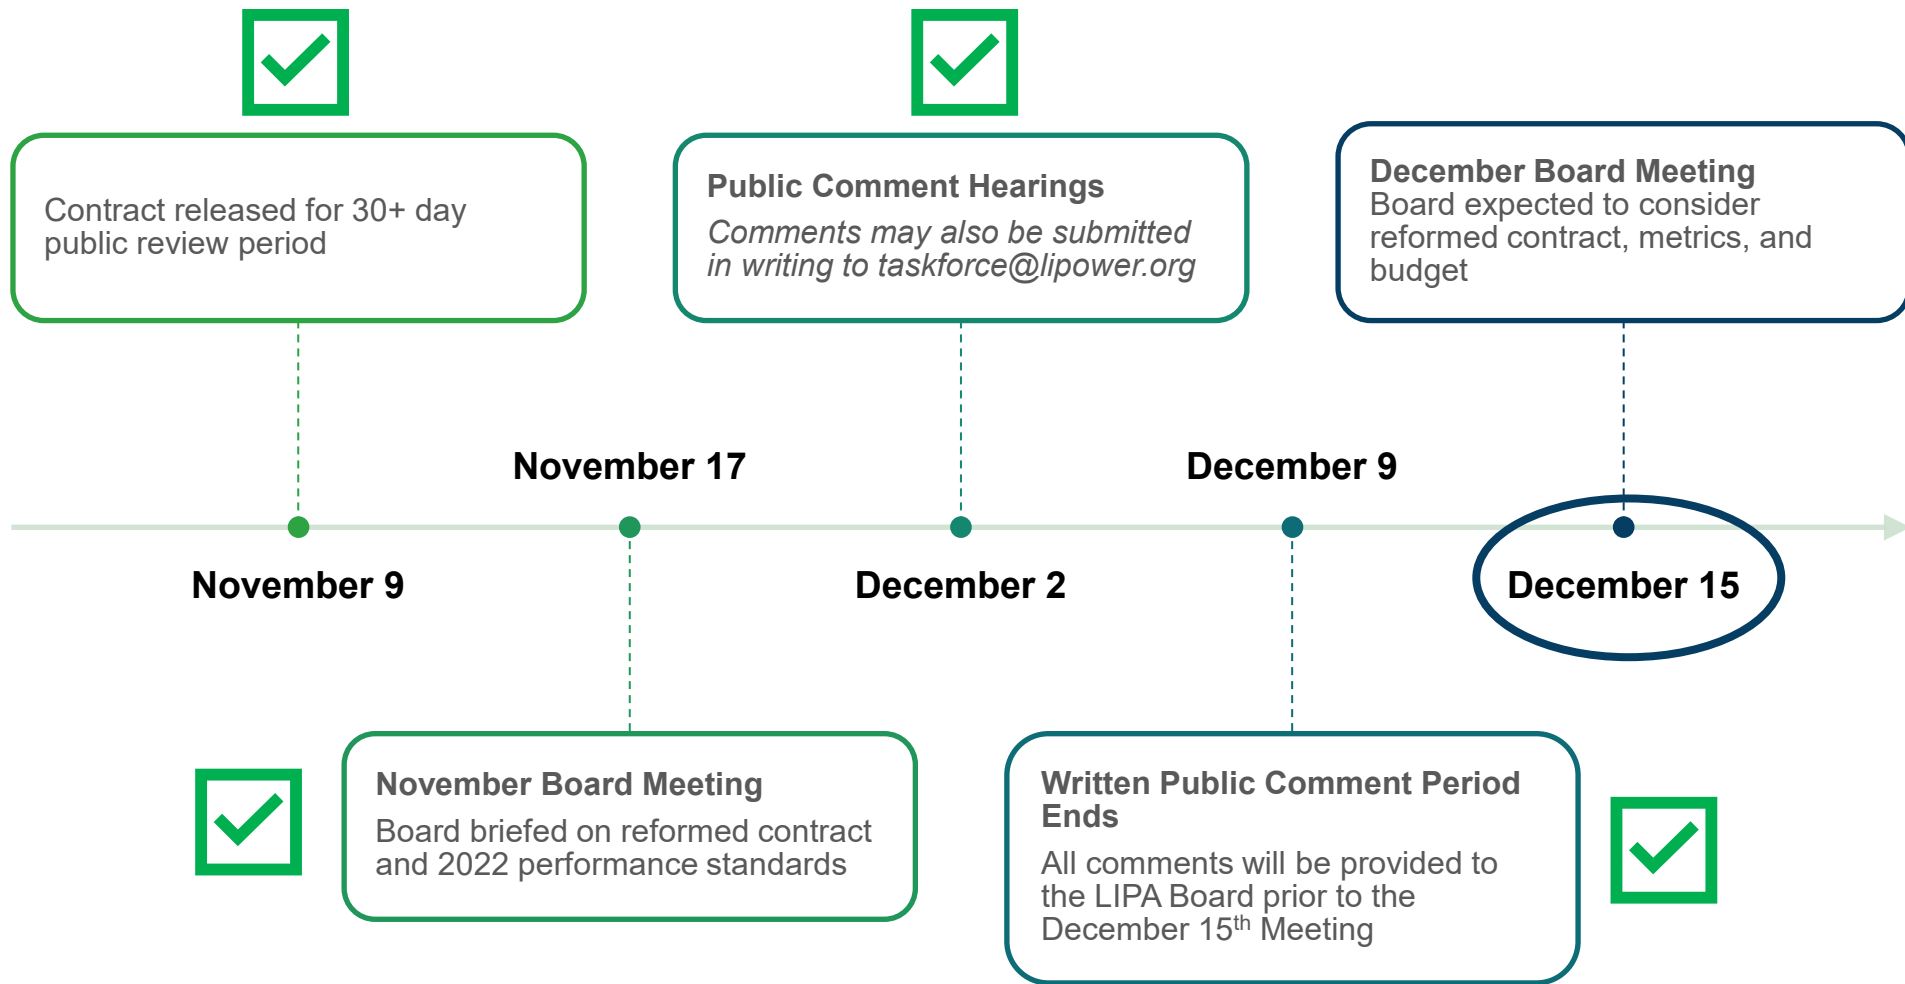 Contract released for 30+ day
public review period
Public Comment Hearings
Comments may also be submitted
in writing to taskforce@lipower.org
December Board Meeting
Board expected to consider
reformed contract, metrics, and
budget
November 17
December 9
November 9
December 2
December 15
November Board Meeting
Board briefed on reformed contract
and 2022 performance standards
Written Public Comment Period
Ends
All comments will be provided to
the LIPA Board prior to the
December 15th Meeting